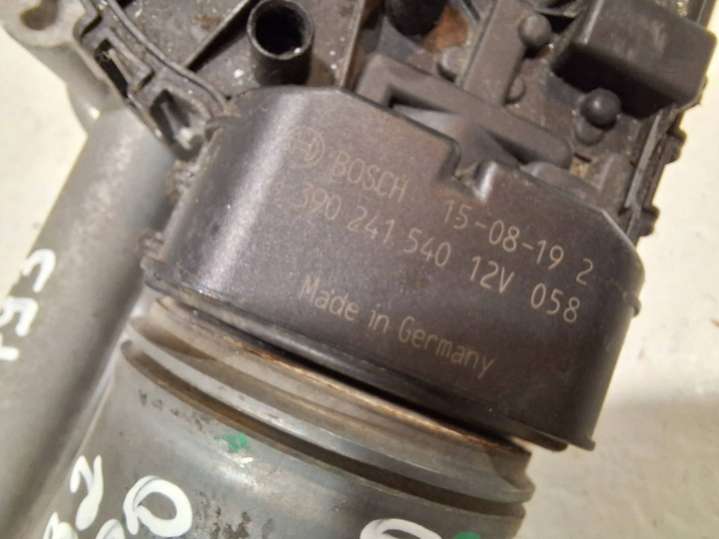 BOSCH 15-08-19 2
390 241 540 12V 058
Made in Germany